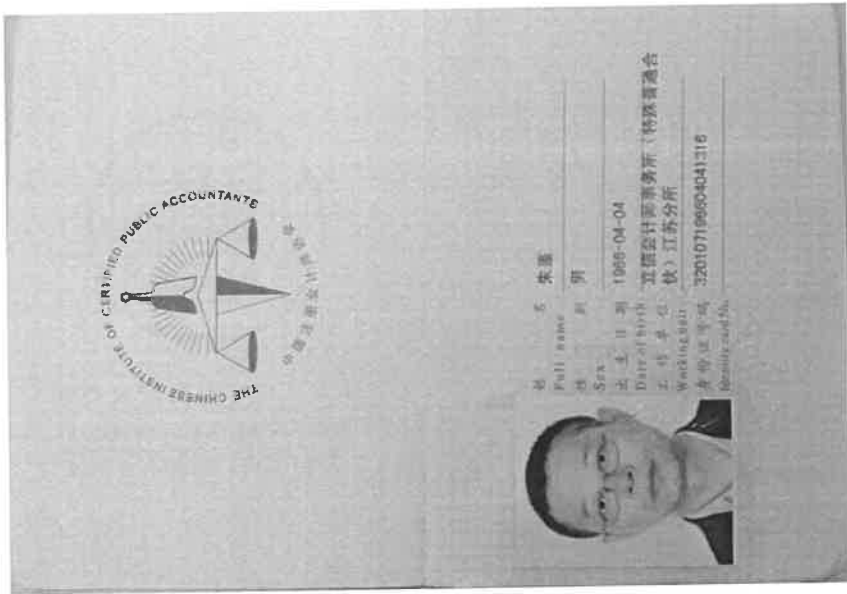 THE CHINESE INSTITUTE OF CERTIFIED PUBLIC ACCOUNTANTS
中国注册会计师协会
姓 名
Full name
朱
性 别
Sex
男
出生日期
Date of birth
1966-04-04
工作单位
Working unit
立信会计师事务所（特殊普通合
伙）江苏分所
身份证号码
Identity card No.
320107196604041316